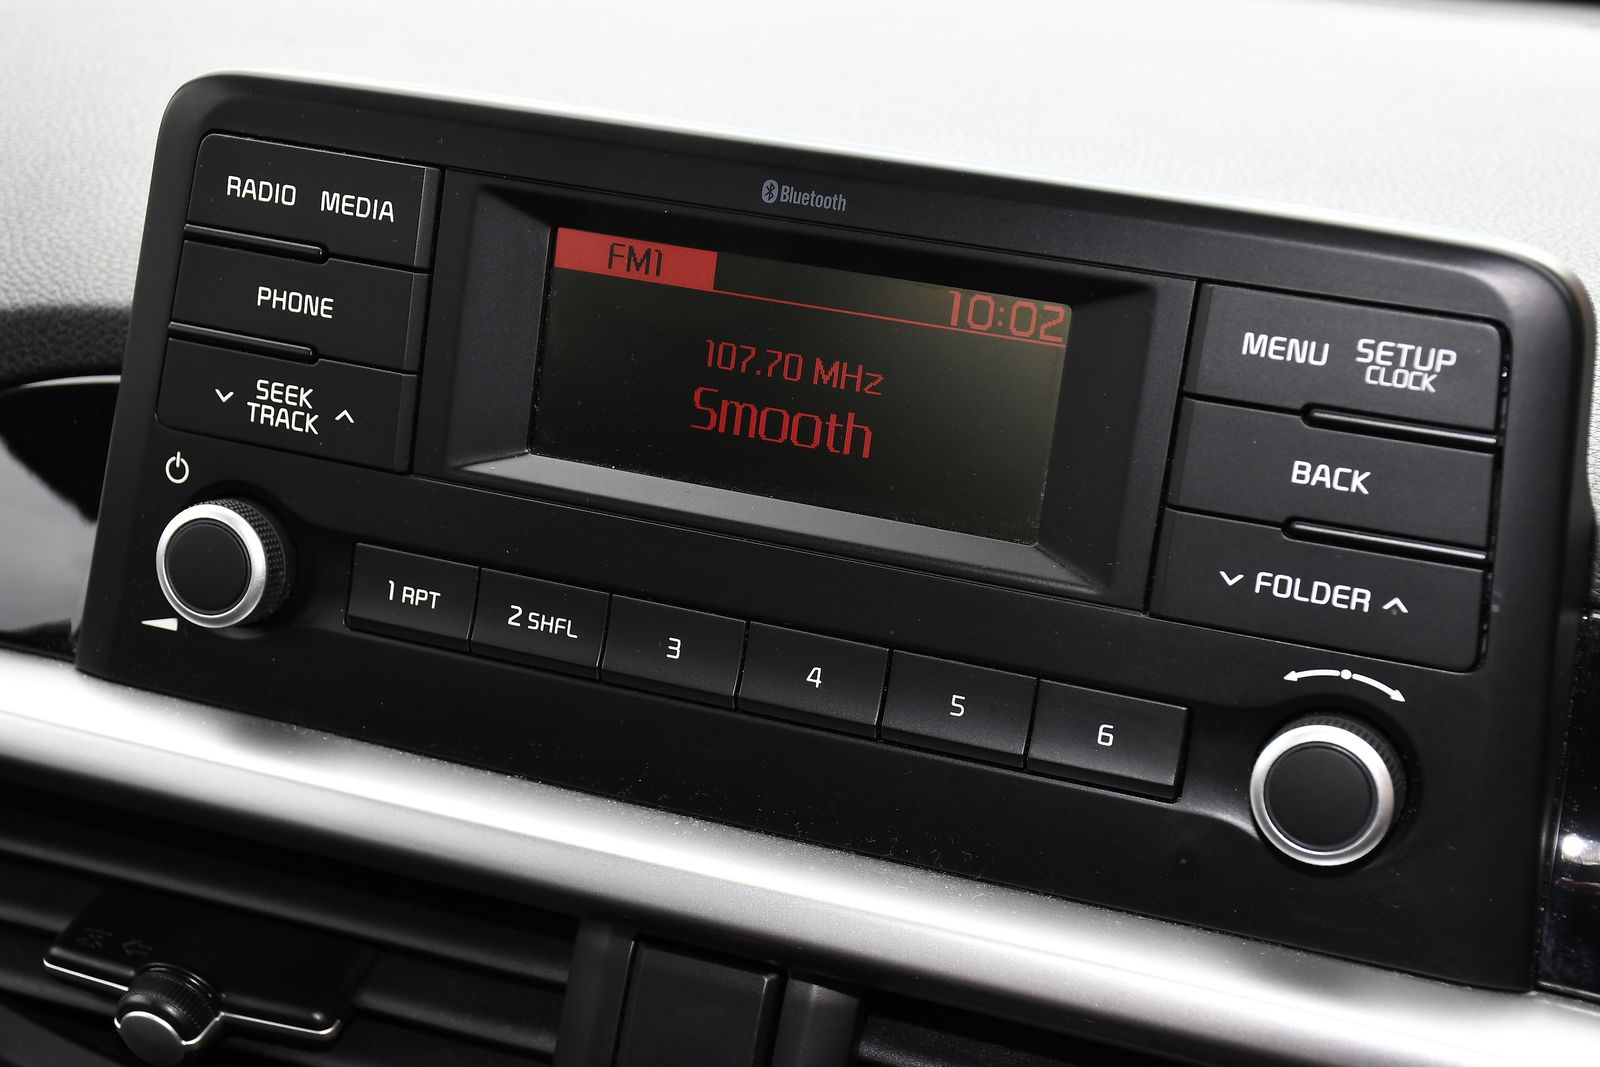 Bluetooth
RADIO MEDIA
PHONE
SEEK
TRACK
FM1
10:02
107.70 MHz
Smooth
MENU SETUP
CLOCK
BACK
FOLDER
1 RPT
2 SHFL
3
4
5
6